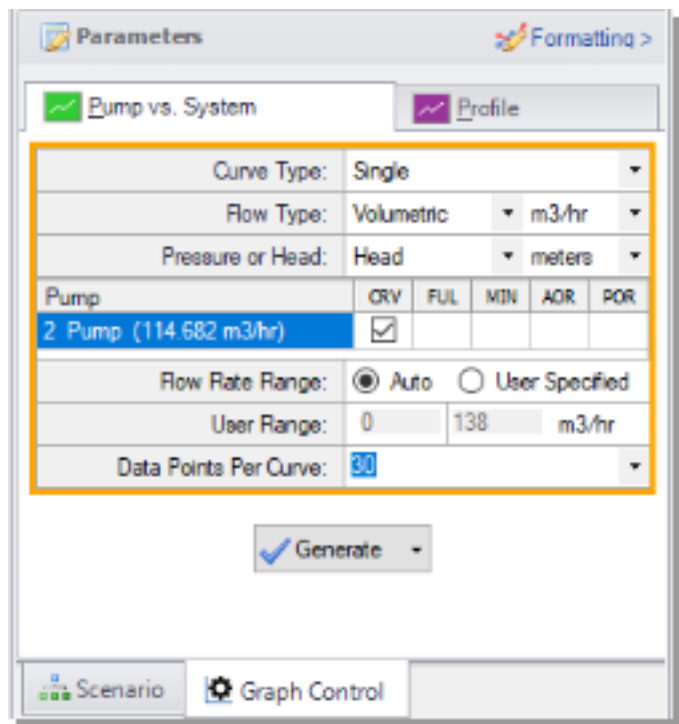 Parameters Formatting >
Pump vs. System Profile
Curve Type: Single
Flow Type: Volumetric m3/hr
Pressure or Head: Head meters
Pump CRV FUL MIN AOR POR
2 Pump (114.682 m3/hr)
Flow Rate Range: Auto User Specified
User Range: 0 138 m3/hr
Data Points Per Curve: 30
Generate
Scenario Graph Control